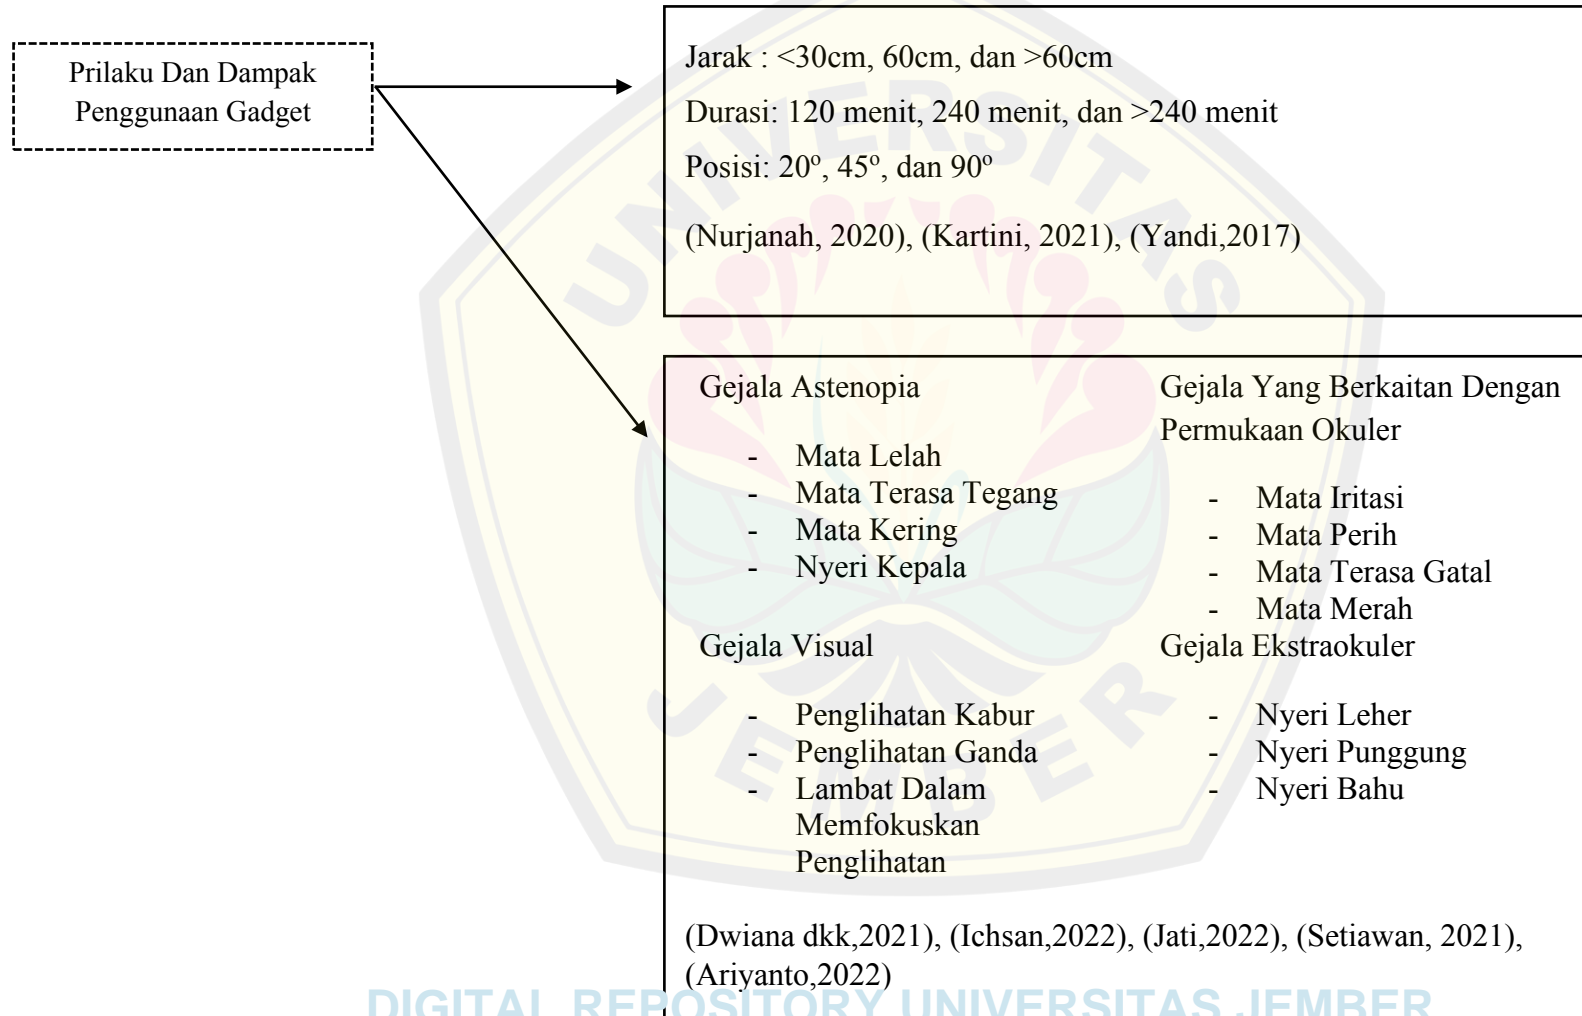 Prilaku Dan Dampak
Penggunaan Gadget
Jarak : <30cm, 60cm, dan >60cm
Durasi: 120 menit, 240 menit, dan >240 menit
Posisi: 20º, 45º, dan 90º
(Nurjanah, 2020), (Kartini, 2021), (Yandi,2017)
Gejala Astenopia
- Mata Lelah
- Mata Terasa Tegang
- Mata Kering
- Nyeri Kepala
Gejala Yang Berkaitan Dengan
Permukaan Okuler
- Mata Iritasi
- Mata Perih
- Mata Terasa Gatal
- Mata Merah
Gejala Visual
- Penglihatan Kabur
- Penglihatan Ganda
- Lambat Dalam
Memfokuskan
Penglihatan
Gejala Ekstraokuler
- Nyeri Leher
- Nyeri Punggung
- Nyeri Bahu
(Dwiana dkk,2021), (Ichsan,2022), (Jati,2022), (Setiawan, 2021),
(Ariyanto,2022)
UNIVERSITAS
JEMBER
DIGITAL REPOSITORY UNIVERSITAS JEMBER